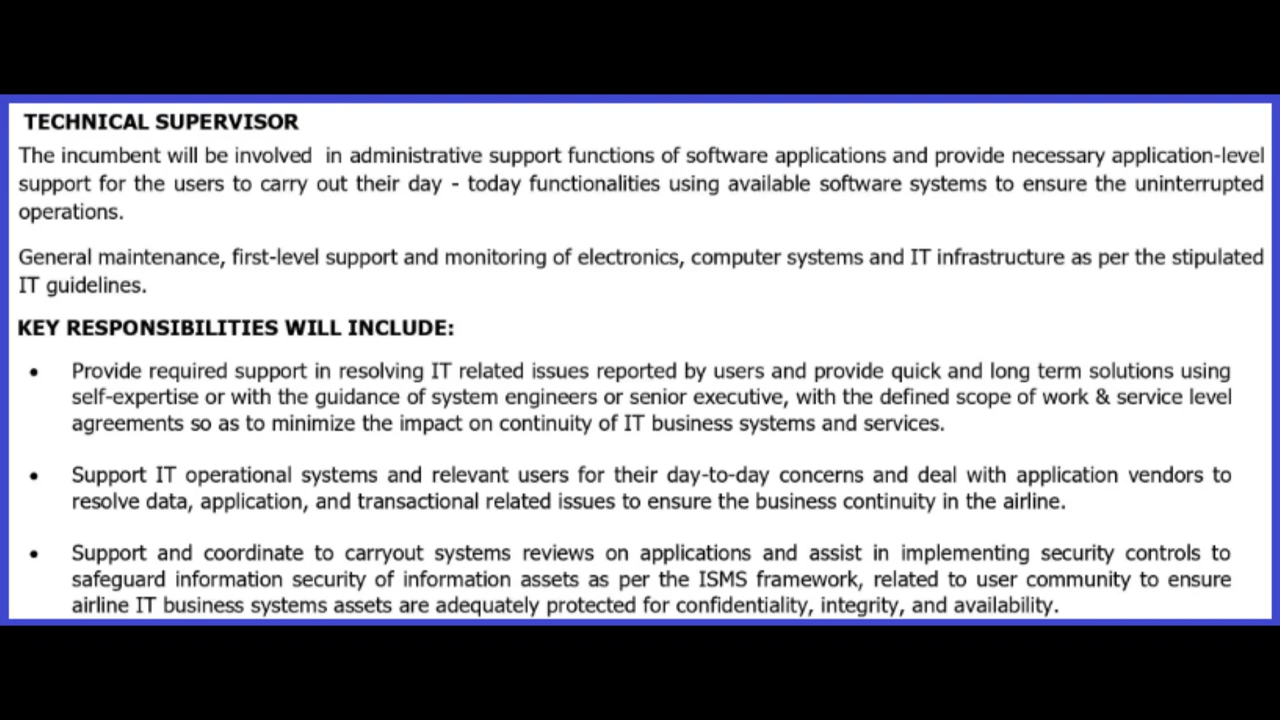 TECHNICAL SUPERVISOR
The incumbent will be involved  in administrative support functions of software applications and provide necessary application-level
support for the users to carry out their day - today functionalities using available software systems to ensure the uninterrupted
operations.
General maintenance, first-level support and monitoring of electronics, computer systems and IT infrastructure as per the stipulated
IT guidelines.
KEY RESPONSIBILITIES WILL INCLUDE:
• Provide required support in resolving IT related issues reported by users and provide quick and long term solutions using
self-expertise or with the guidance of system engineers or senior executive, with the defined scope of work & service level
agreements so as to minimize the impact on continuity of IT business systems and services.
• Support IT operational systems and relevant users for their day-to-day concerns and deal with application vendors to
resolve data, application, and transactional related issues to ensure the business continuity in the airline.
• Support and coordinate to carryout systems reviews on applications and assist in implementing security controls to
safeguard information security of information assets as per the ISMS framework, related to user community to ensure
airline IT business systems assets are adequately protected for confidentiality, integrity, and availability.